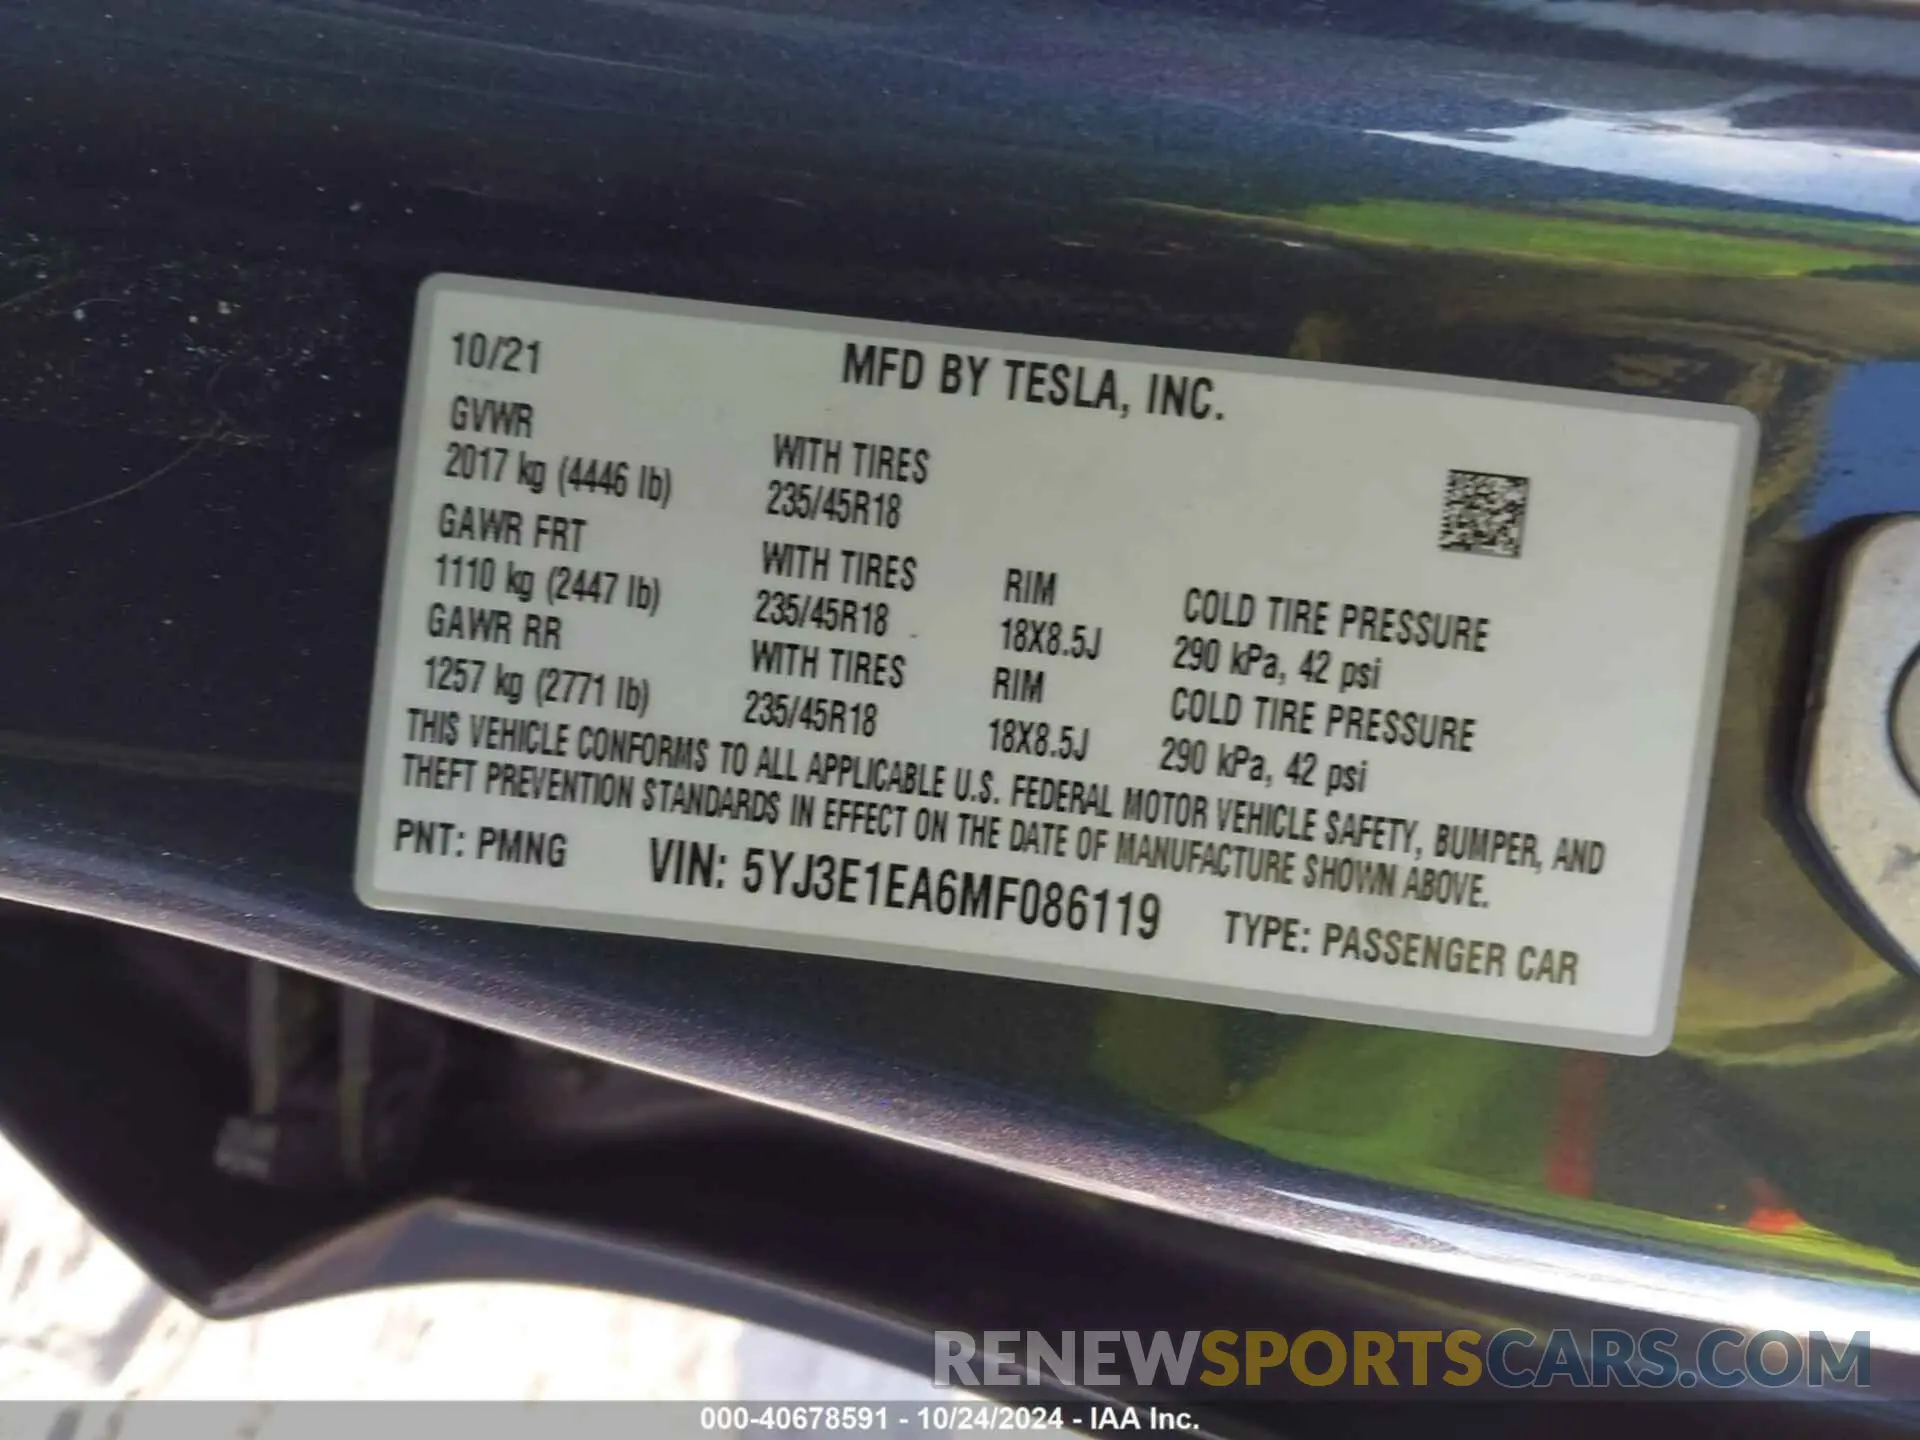 10/21 MFD BY TESLA, INC.
GVWR WITH TIRES
2017 kg (4446 lb) 235/45R18
GAWR FRT WITH TIRES RIM COLD TIRE PRESSURE
1110 kg (2447 lb) 235/45R18 18X8.5J 290 kPa, 42 psi
GAWR RR WITH TIRES RIM COLD TIRE PRESSURE
1257 kg (2771 lb) 235/45R18 18X8.5J 290 kPa, 42 psi
THIS VEHICLE CONFORMS TO ALL APPLICABLE U.S. FEDERAL MOTOR VEHICLE SAFETY, BUMPER, AND
THEFT PREVENTION STANDARDS IN EFFECT ON THE DATE OF MANUFACTURE SHOWN ABOVE.
PNT: PMNG VIN: 5YJ3E1EA6MF086119 TYPE: PASSENGER CAR
RENEWSPORTSCARS.COM
000-40678591 - 10/24/2024 - IAA Inc.